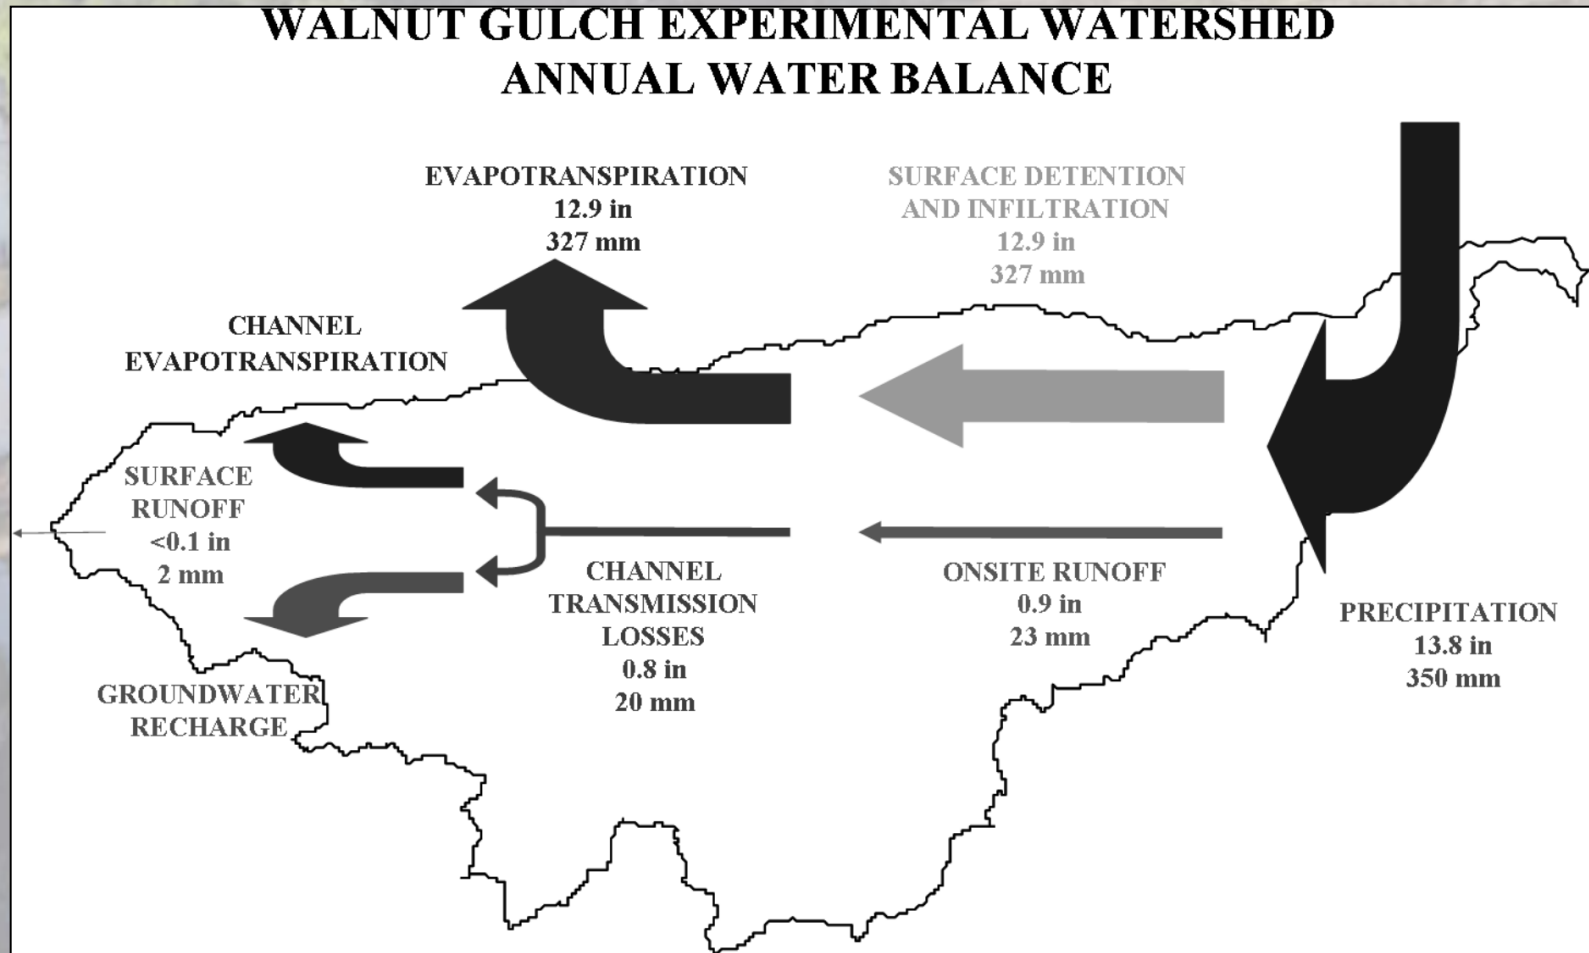 WALNUT GULCH EXPERIMENTAL WATERSHED
ANNUAL WATER BALANCE
EVAPOTRANSPIRATION
12.9 in
327 mm
SURFACE DETENTION
AND INFILTRATION
12.9 in
327 mm
CHANNEL
EVAPOTRANSPIRATION
SURFACE
RUNOFF
<0.1 in
2 mm
CHANNEL
TRANSMISSION
LOSSES
0.8 in
20 mm
ONSITE RUNOFF
0.9 in
23 mm
PRECIPITATION
13.8 in
350 mm
GROUNDWATER
RECHARGE